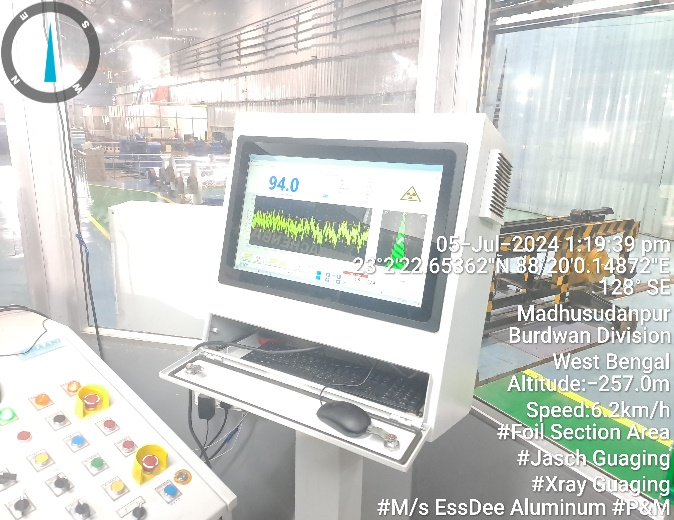 E
S
N
W
94.0
05-Jul-2024 1:19:39 pm
23°2'22.65362"N 88°20'0.14872"E
128° SE
Madhusudanpur
Burdwan Division
West Bengal
Altitude:-257.0m
Speed:6.2km/h
#Foil Section Area
#Jasch Guaging
#Xray Guaging
#M/s EssDee Aluminum #P&M